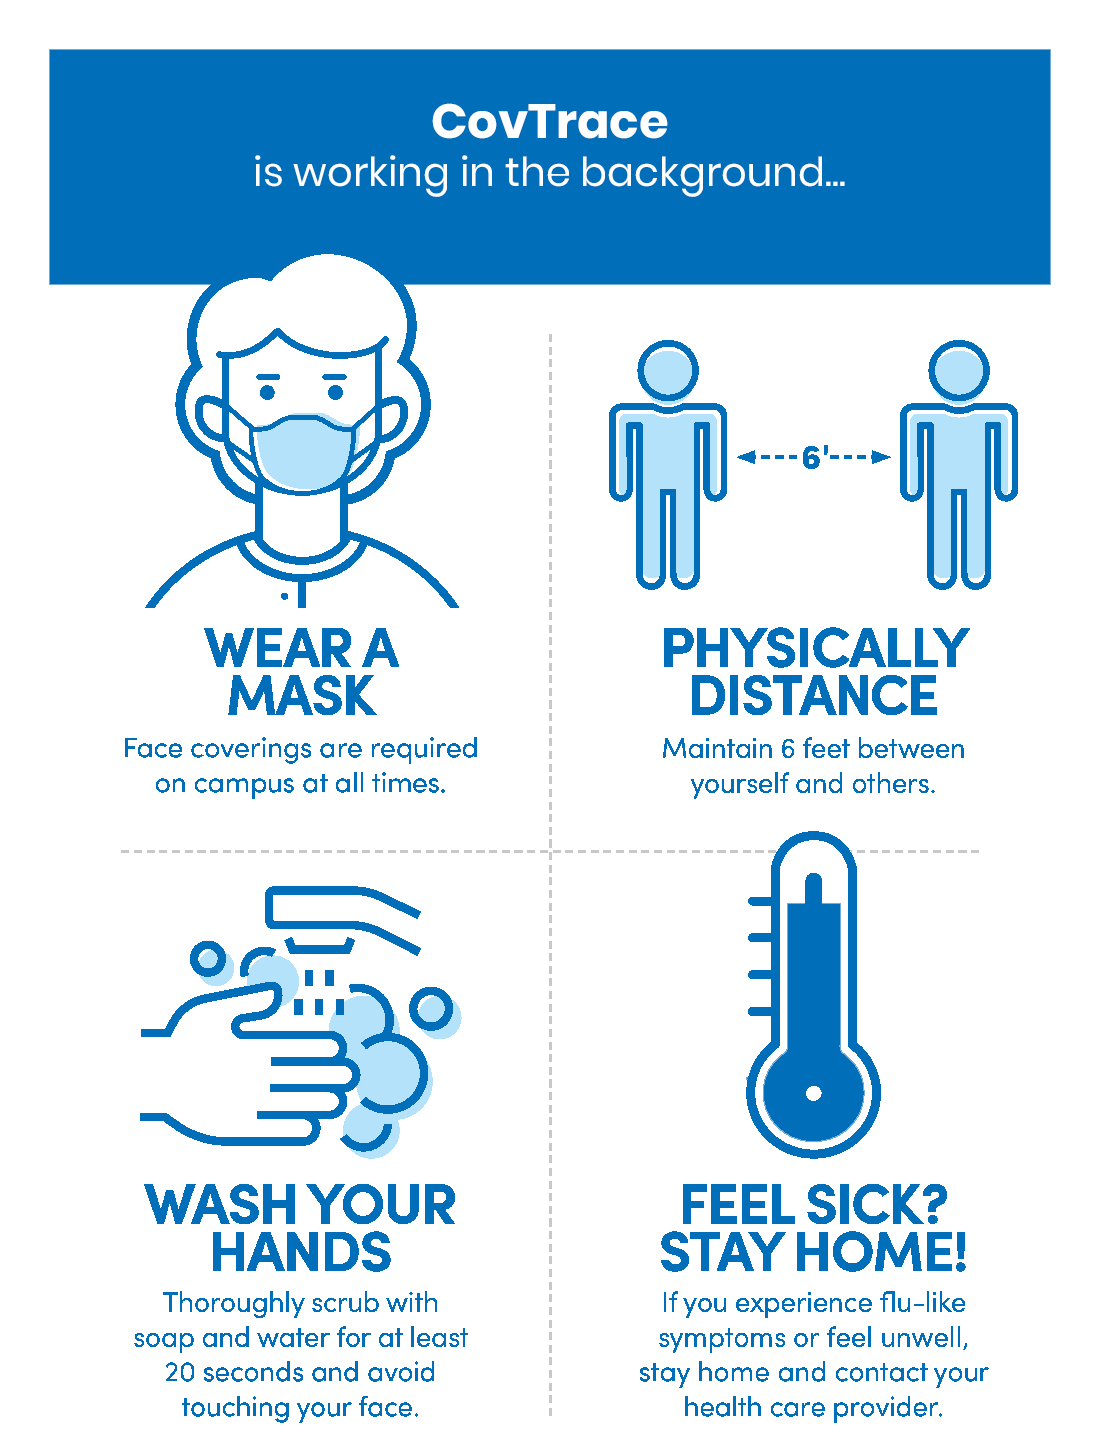 CovTrace
is working in the background...
WEAR A
MASK
Face coverings are required
on campus at all times.
6'
PHYSICALLY
DISTANCE
Maintain 6 feet between
yourself and others.
WASH YOUR
HANDS
Thoroughly scrub with
soap and water for at least
20 seconds and avoid
touching your face.
FEEL SICK?
STAY HOME!
If you experience flu-like
symptoms or feel unwell,
stay home and contact your
health care provider.